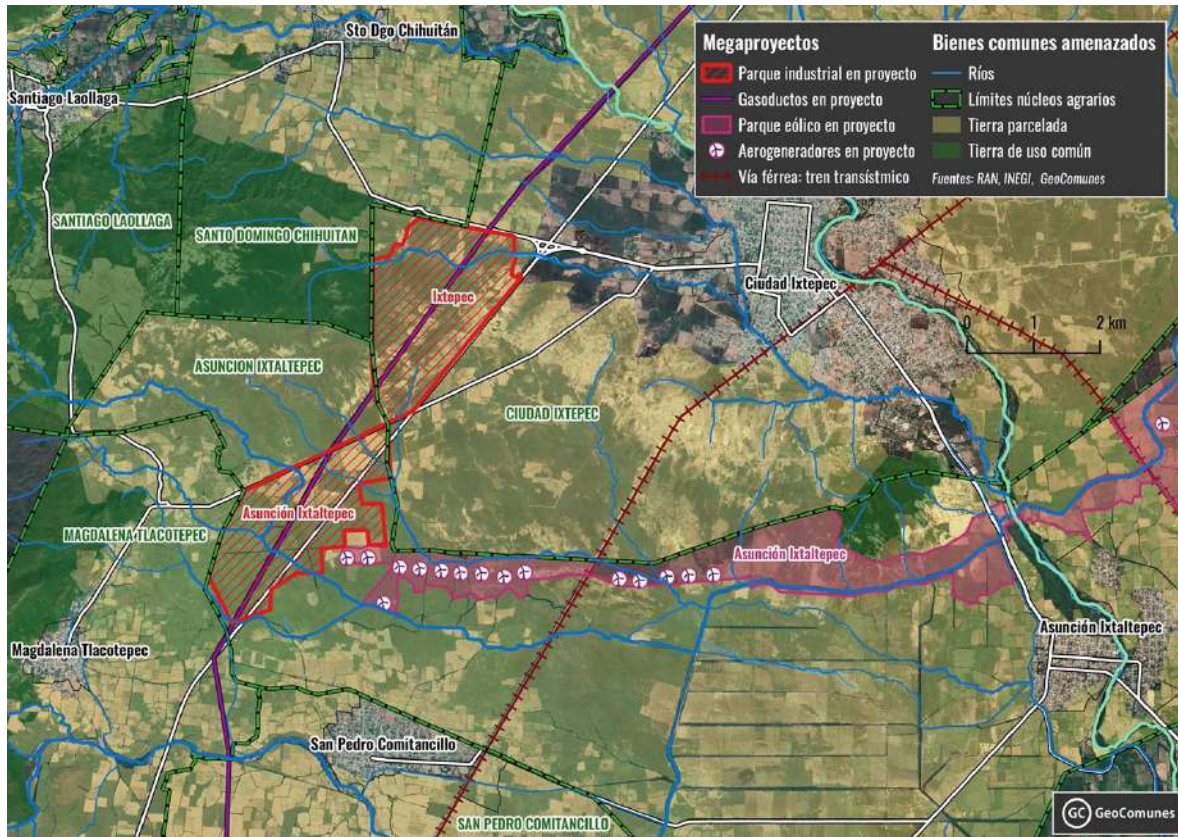 Sto Dgo Chihuitán
Santiago Laollaga
Megaproyectos
Parque industrial en proyecto
Gasoductos en proyecto
Parque eólico en proyecto
Aerogeneradores en proyecto
Vía férrea: tren transístmico
Bienes comunes amenazados
Ríos
Límites núcleos agrarios
Tierra parcelada
Tierra de uso común
Fuentes: RAN, INEGI, GeoComunes
SANTIAGO LAOLLAGA
SANTO DOMINGO CHIHUITAN
Ixtepec
Ciudad Ixtepec
0 1 2 km
ASUNCION IXTALTEPEC
CIUDAD IXTEPEC
Asunción Ixtaltepec
MAGDALENA TLACOTEPEC
Asunción Ixtaltepec
Asunción Ixtaltepec
Magdalena Tlacotepec
San Pedro Comitancillo
SAN PEDRO COMITANCILLO
GC GeoComunes